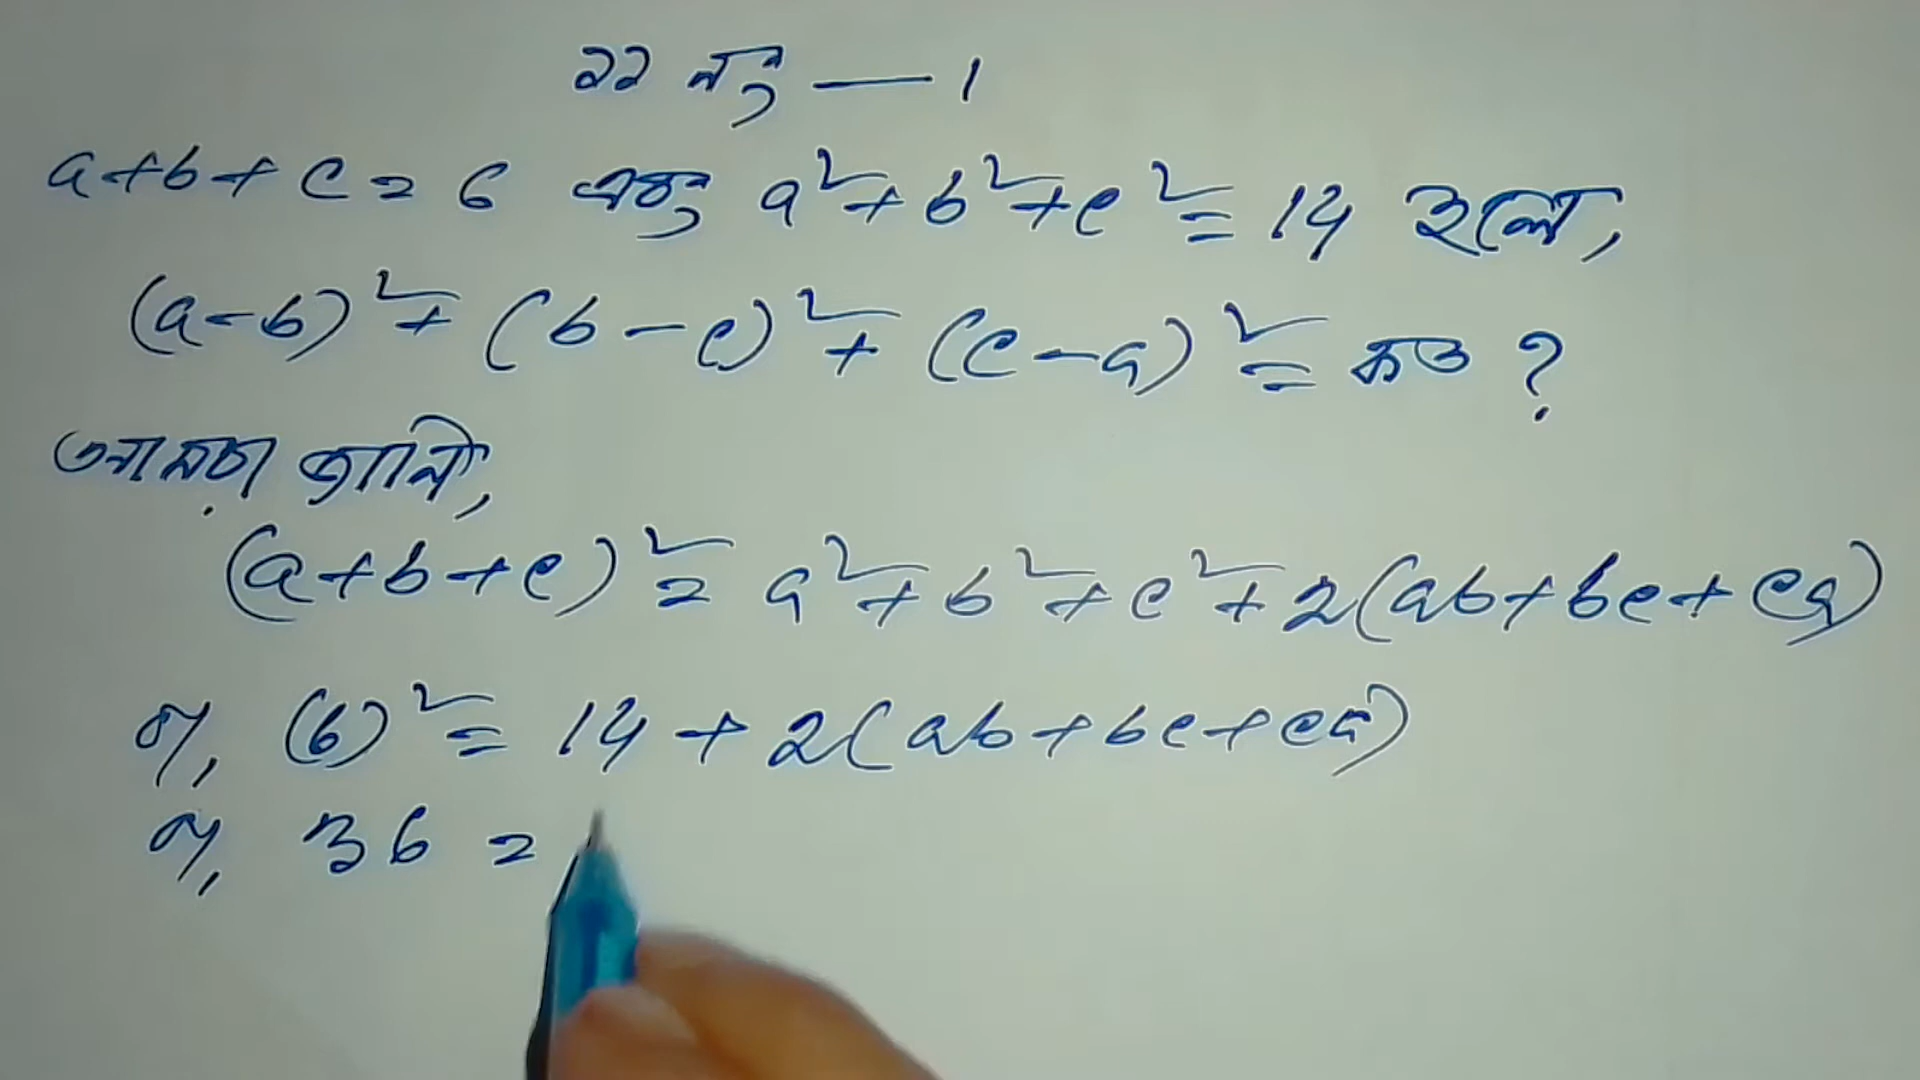 ২২ নং — 1
a+b+c = 6 এবং a²+b²+c² = 14 হলে,
(a-b)²+(b-c)²+(c-a)² = কত ?
আমরা জানি,
(a+b+c)² = a²+b²+c²+2(ab+bc+ca)
বা, (6)² = 14 + 2(ab+bc+ca)
বা, 36 =